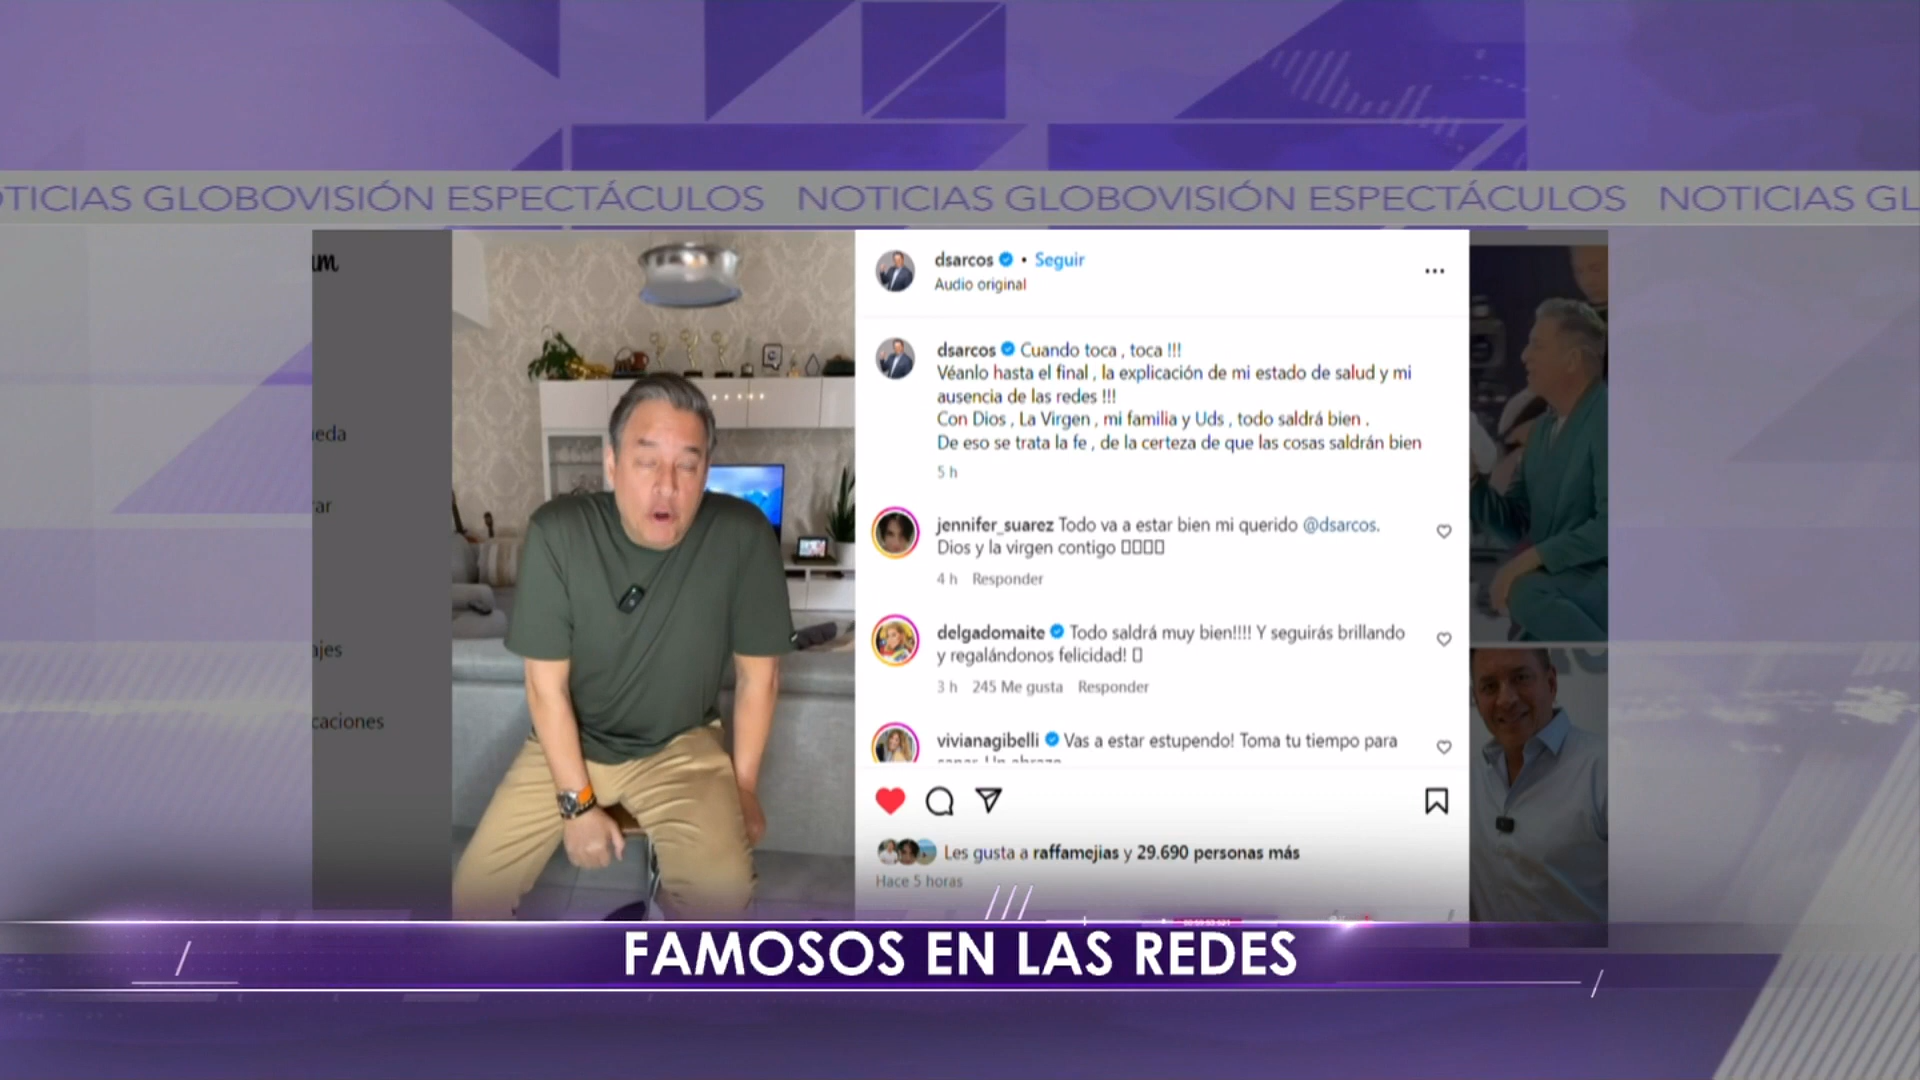 NOTICIAS GLOBOVISIÓN ESPECTÁCULOS NOTICIAS
dsarcos • Seguir
Audio original
dsarcos Cuando toca , toca !!!
Véanlo hasta el final , la explicación de mi estado de salud y mi
ausencia de las redes !!!
Con Dios , La Virgen , mi familia y Uds , todo saldrá bien .
De eso se trata la fe , de la certeza de que las cosas saldrán bien
5 h
jennifer_suarez Todo va a estar bien mi querido @dsarcos.
Dios y la virgen contigo
4 h Responder
delgadomaite Todo saldrá muy bien!!!! Y seguirás brillando
y regalándonos felicidad!
3 h 245 Me gusta Responder
vivianagibelli Vas a estar estupendo! Toma tu tiempo para
Les gusta a raffamejias y 29.690 personas más
Hace 5 horas
FAMOSOS EN LAS REDES